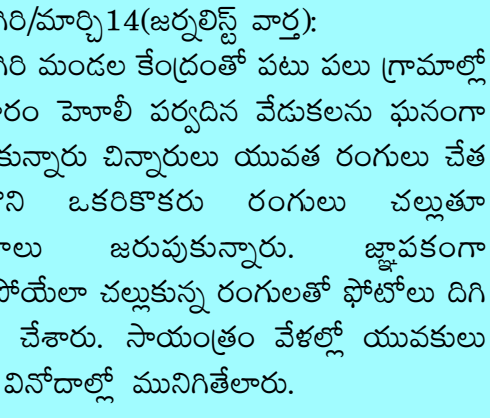 గిరి/మార్చి14(జర్నలిస్ట్ వార్త):
గిరి మండల కేంద్రంతో పటు పలు గ్రామాల్లో
రం హెూలీ పర్వదిన వేడుకలను ఘనంగా
కున్నారు చిన్నారులు యువత రంగులు చేత
ని ఒకరికొకరు రంగులు చల్లుతూ
లు జరుపుకున్నారు. జ్ఞాపకంగా
పోయేలా చల్లుకున్న రంగులతో ఫోటోలు దిగి
చేశారు. సాయంత్రం వేళల్లో యువకులు
వినోదాల్లో మునిగితేలారు.